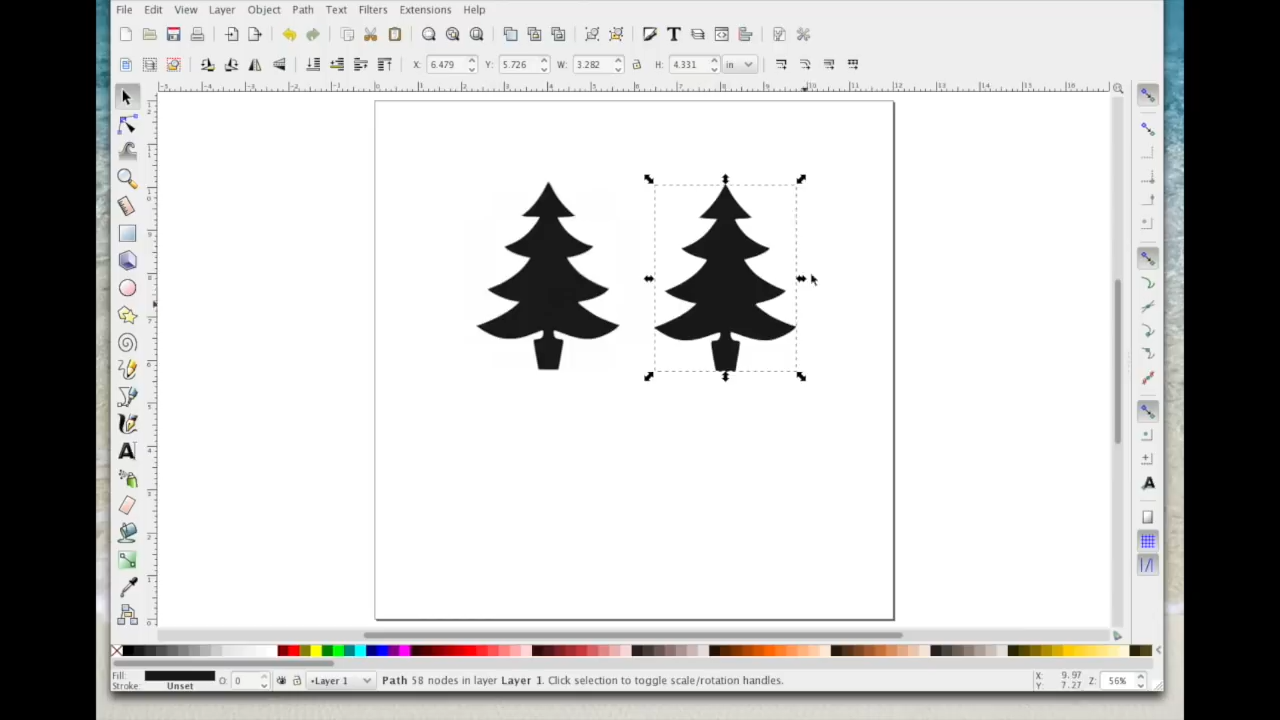 File Edit View Layer Object Path Text Filters Extensions Help
X: 6.479 Y: 5.726 W: 3.282 H: 4.331 in
Fill: Stroke: Unset O: 0 •Layer 1 Path 58 nodes in layer Layer 1. Click selection to toggle scale/rotation handles. X: 9.97 Y: 7.27 Z: 56%